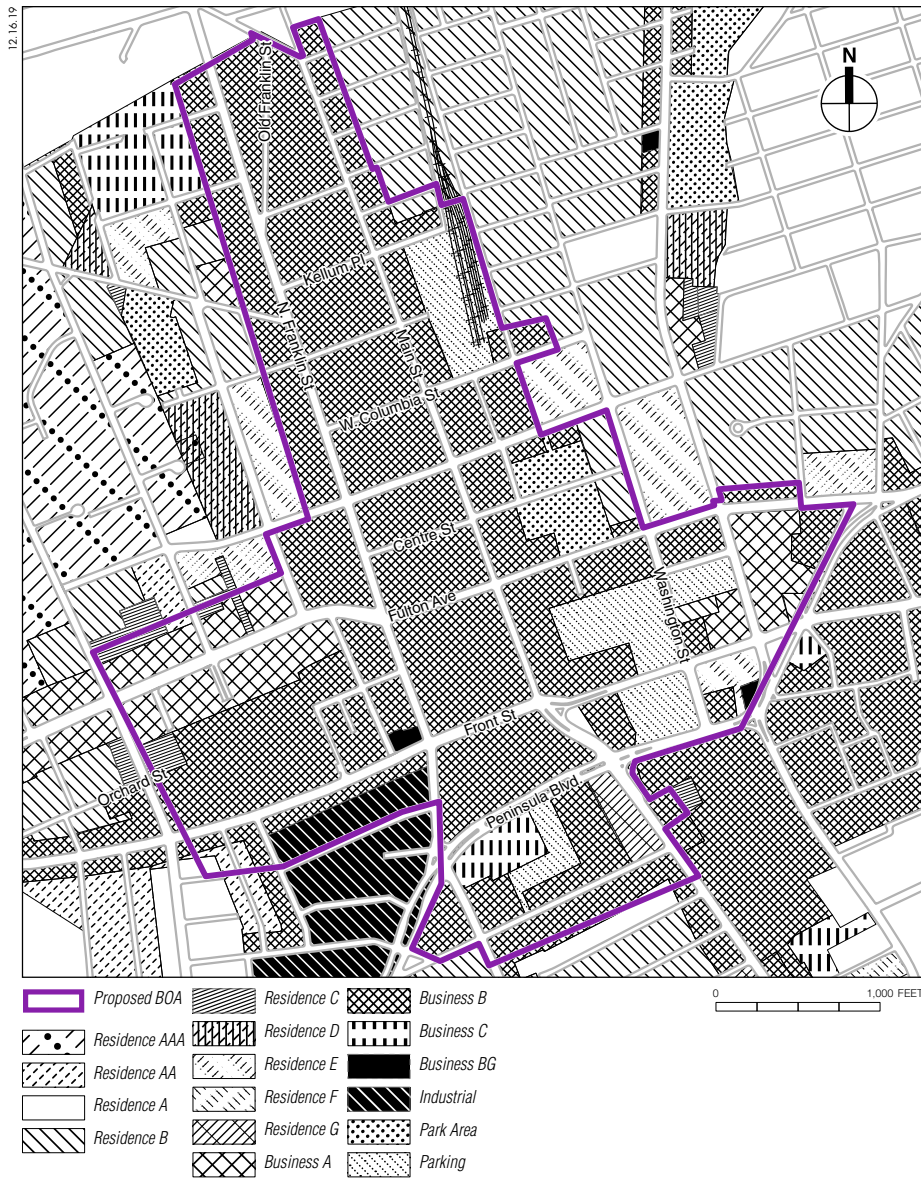 12.16.19
N
Old Franklin St
Kellum Pl
N Franklin St
Main St
W. Columbia St
Centre St
Fulton Ave
Washington St
Front St
Orchard St
Peninsula Blvd
0 1,000 FEET
Proposed BOA
Residence AAA
Residence AA
Residence A
Residence B
Residence C
Residence D
Residence E
Residence F
Residence G
Business A
Business B
Business C
Business BG
Industrial
Park Area
Parking